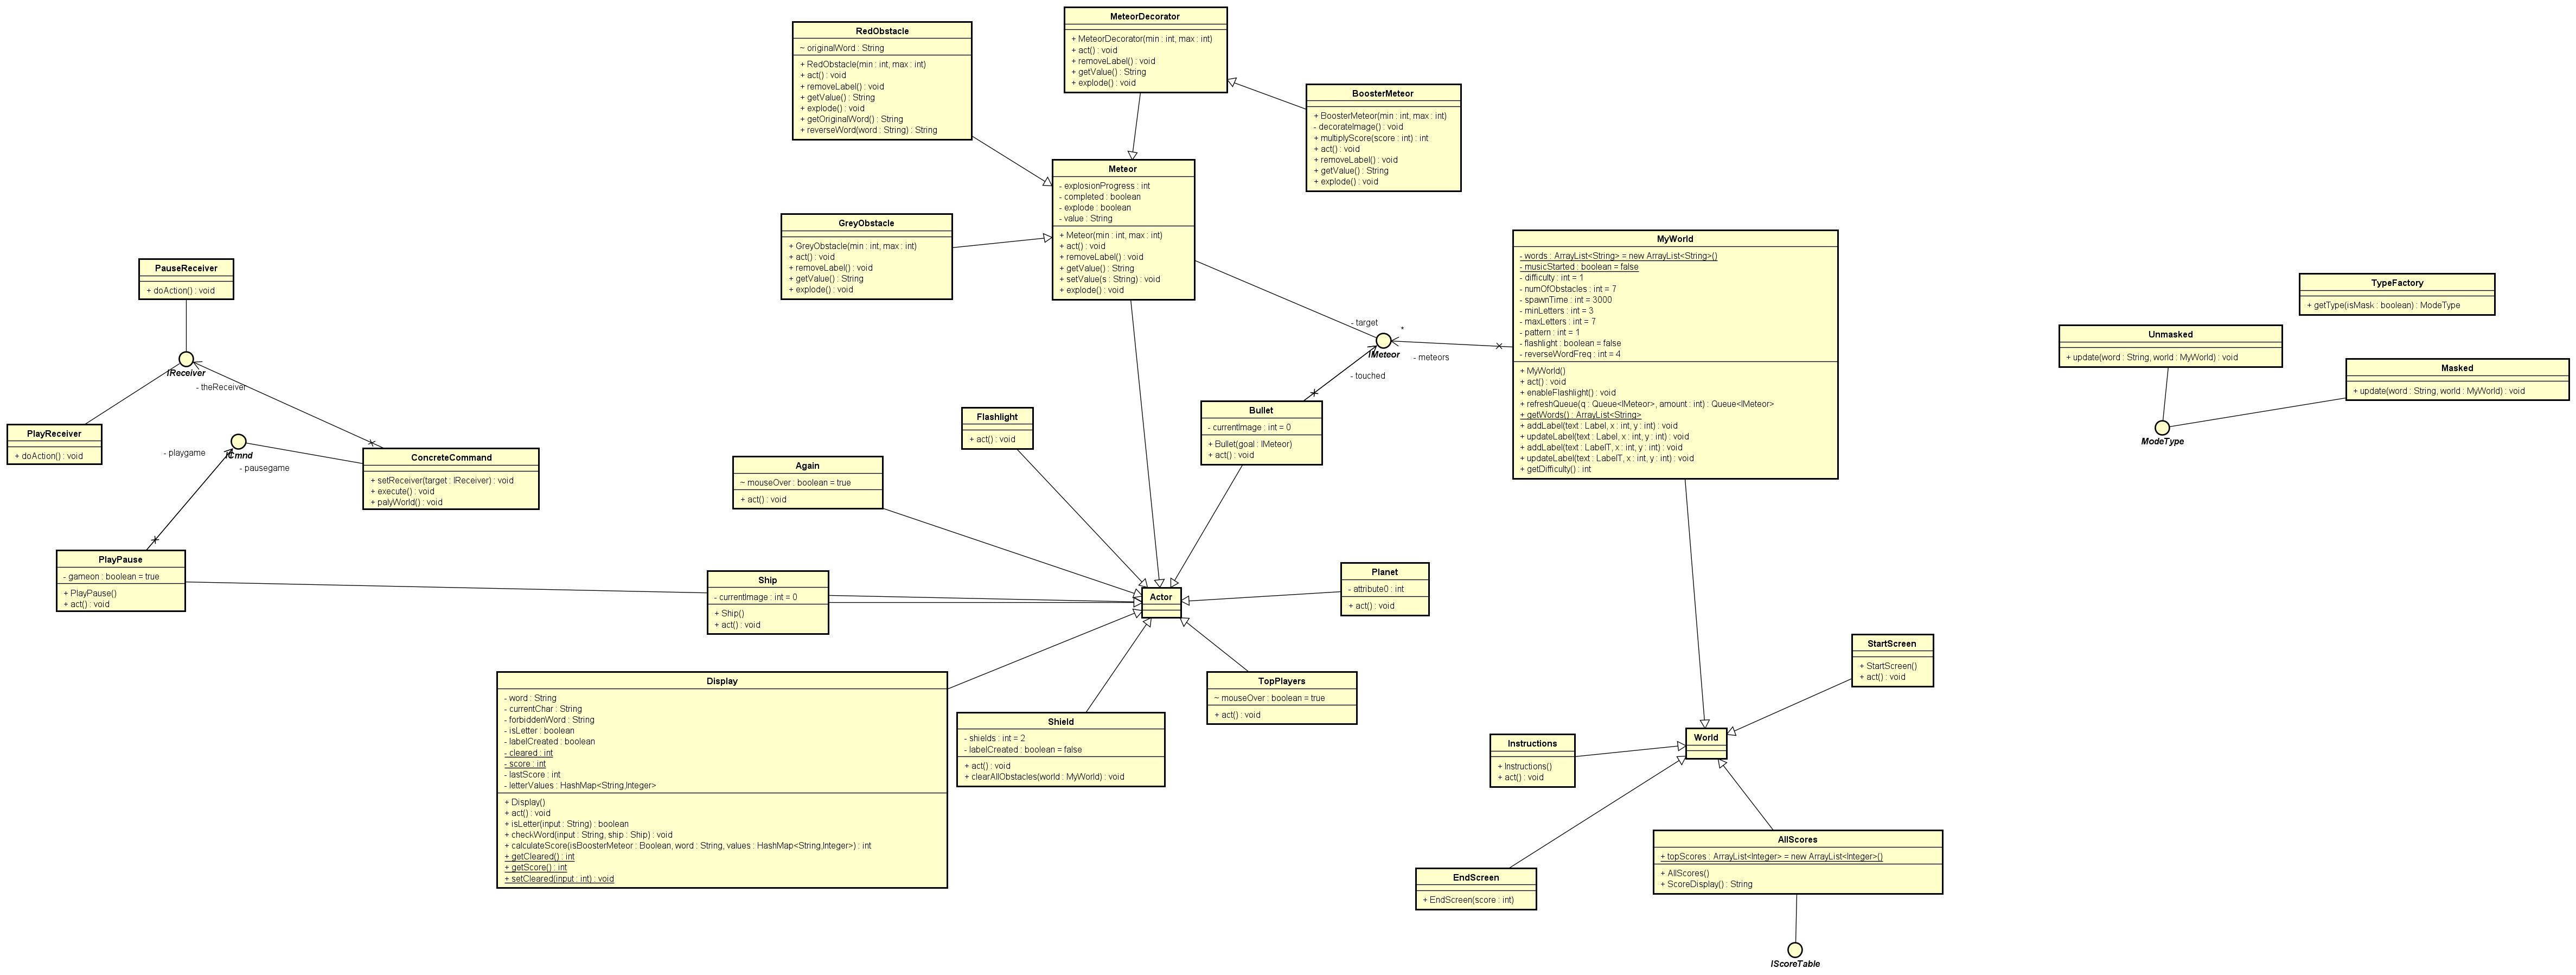 MeteorDecorator
+ MeteorDecorator(min : int, max : int)
+ act() : void
+ removeLabel() : void
+ getValue() : String
+ explode() : void
RedObstacle
~ originalWord : String
+ RedObstacle(min : int, max : int)
+ act() : void
+ removeLabel() : void
+ getValue() : String
+ explode() : void
+ getOriginalWord() : String
+ reverseWord(word : String) : String
BoosterMeteor
+ BoosterMeteor(min : int, max : int)
- decorateImage() : void
+ multiplyScore(score : int) : int
+ act() : void
+ removeLabel() : void
+ getValue() : String
+ explode() : void
Meteor
- explosionProgress : int
- completed : boolean
- explode : boolean
- value : String
+ Meteor(min : int, max : int)
+ act() : void
+ removeLabel() : void
+ getValue() : String
+ setValue(s : String) : void
+ explode() : void
GreyObstacle
+ GreyObstacle(min : int, max : int)
+ act() : void
+ removeLabel() : void
+ getValue() : String
+ explode() : void
MyWorld
- words : ArrayList<String> = new ArrayList<String>()
- musicStarted : boolean = false
- difficulty : int = 1
- numOfObstacles : int = 7
- spawnTime : int = 3000
- minLetters : int = 3
- maxLetters : int = 7
- pattern : int = 1
- flashlight : boolean = false
- reverseWordFreq : int = 4
+ MyWorld()
+ act() : void
+ enableFlashlight() : void
+ refreshQueue(q : Queue<IMeteor>, amount : int) : Queue<IMeteor>
+ getWords() : ArrayList<String>
+ addLabel(text : Label, x : int, y : int) : void
+ updateLabel(text : Label, x : int, y : int) : void
+ addLabel(text : LabelT, x : int, y : int) : void
+ updateLabel(text : LabelT, x : int, y : int) : void
+ getDifficulty() : int
PauseReceiver
+ doAction() : void
TypeFactory
+ getType(isMask : boolean) : ModeType
Unmasked
+ update(word : String, world : MyWorld) : void
Masked
+ update(word : String, world : MyWorld) : void
ModeType
- target
*
IMeteor
- meteors
- touched
IReceiver
- theReceiver
PlayReceiver
+ doAction() : void
ICmnd
- playgame
- pausegame
ConcreteCommand
+ setReceiver(target : IReceiver) : void
+ execute() : void
+ palyWorld() : void
Flashlight
+ act() : void
Bullet
- currentImage : int = 0
+ Bullet(goal : IMeteor)
+ act() : void
Again
~ mouseOver : boolean = true
+ act() : void
PlayPause
- gameon : boolean = true
+ PlayPause()
+ act() : void
Ship
- currentImage : int = 0
+ Ship()
+ act() : void
Actor
Planet
- attribute0 : int
+ act() : void
Display
- word : String
- currentChar : String
- forbiddenWord : String
- isLetter : boolean
- labelCreated : boolean
- cleared : int
- score : int
- lastScore : int
- letterValues : HashMap<String,Integer>
+ Display()
+ act() : void
+ isLetter(input : String) : boolean
+ checkWord(input : String, ship : Ship) : void
+ calculateScore(isBoosterMeteor : Boolean, word : String, values : HashMap<String,Integer>) : int
+ getCleared() : int
+ getScore() : int
+ setCleared(input : int) : void
Shield
- shields : int = 2
- labelCreated : boolean = false
+ act() : void
+ clearAllObstacles(world : MyWorld) : void
TopPlayers
~ mouseOver : boolean = true
+ act() : void
StartScreen
+ StartScreen()
+ act() : void
World
Instructions
+ Instructions()
+ act() : void
EndScreen
+ EndScreen(score : int)
AllScores
+ topScores : ArrayList<Integer> = new ArrayList<Integer>()
+ AllScores()
+ ScoreDisplay() : String
IScoreTable